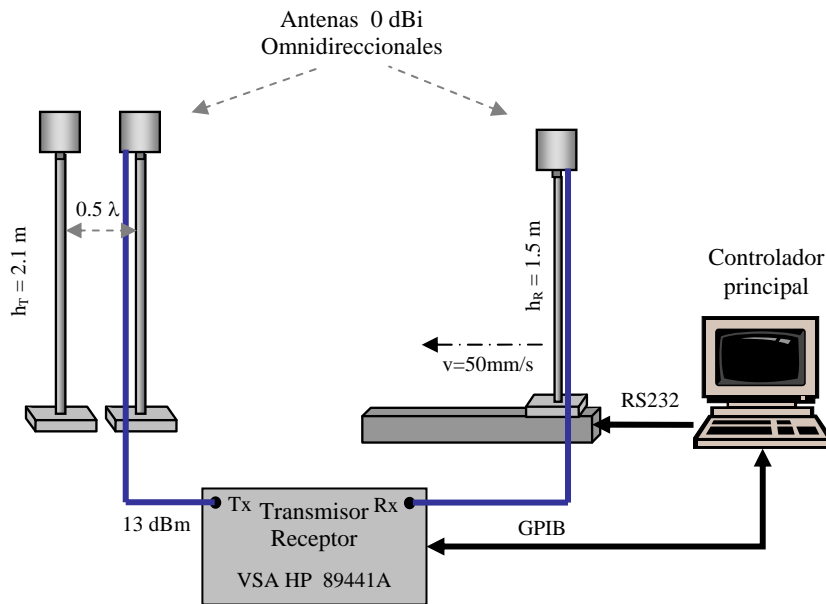 Antenas 0 dBi
Omnidireccionales
0.5 λ
h_T = 2.1 m
h_R = 1.5 m
v=50mm/s
Controlador
principal
RS232
Tx
Rx
Transmisor
Receptor
VSA HP 89441A
13 dBm
GPIB